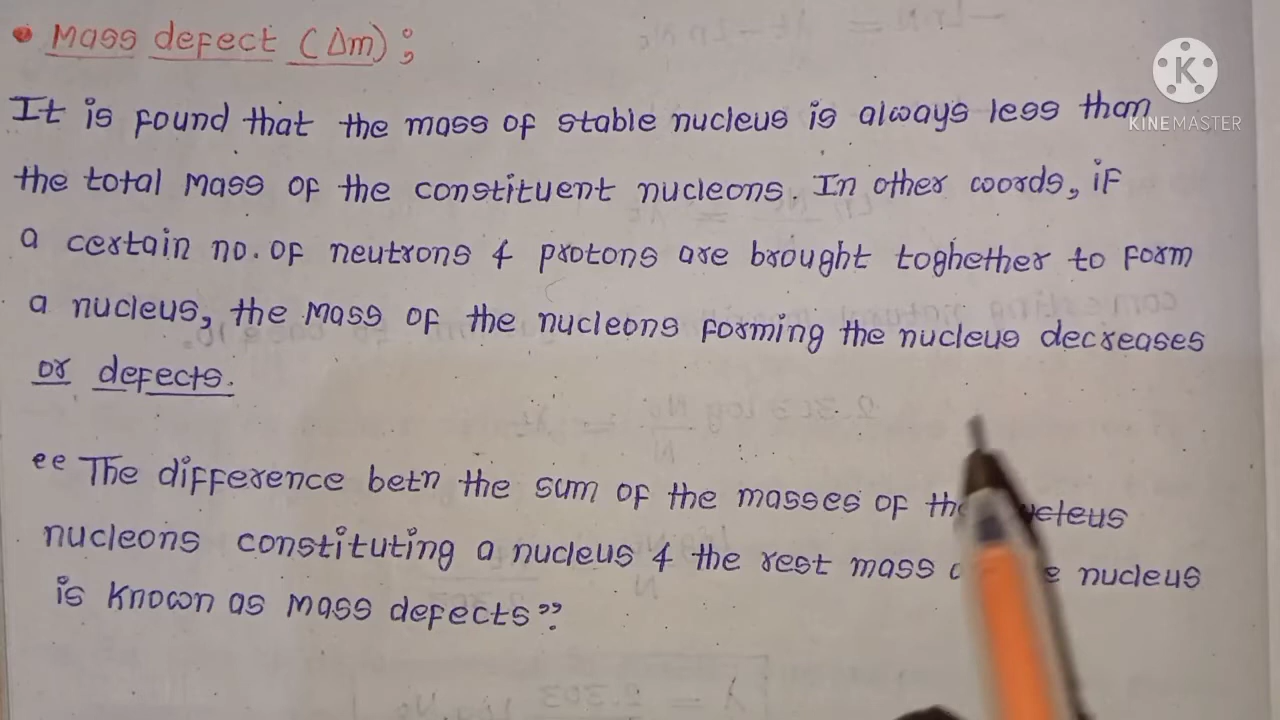 • Mass defect (Δm) :
It is found that the mass of stable nucleus is always less than
the total mass of the constituent nucleons. In other words, if
a certain no. of neutrons & protons are brought toghether to form
a nucleus, the mass of the nucleons forming the nucleus decreases
or defects.
“ The difference betn the sum of the masses of the nucleus
nucleons constituting a nucleus & the rest mass nucleus
is known as mass defects”.
K
KINEMASTER